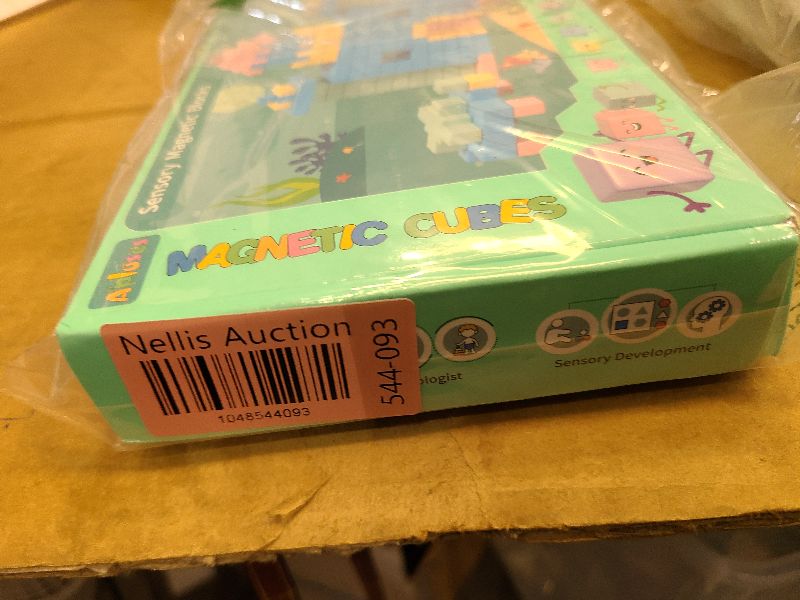 Sensory Magnetic Blocks
MAGNETIC CUBES
Nellis Auction
1048544093
544-093
ologist
Sensory Development